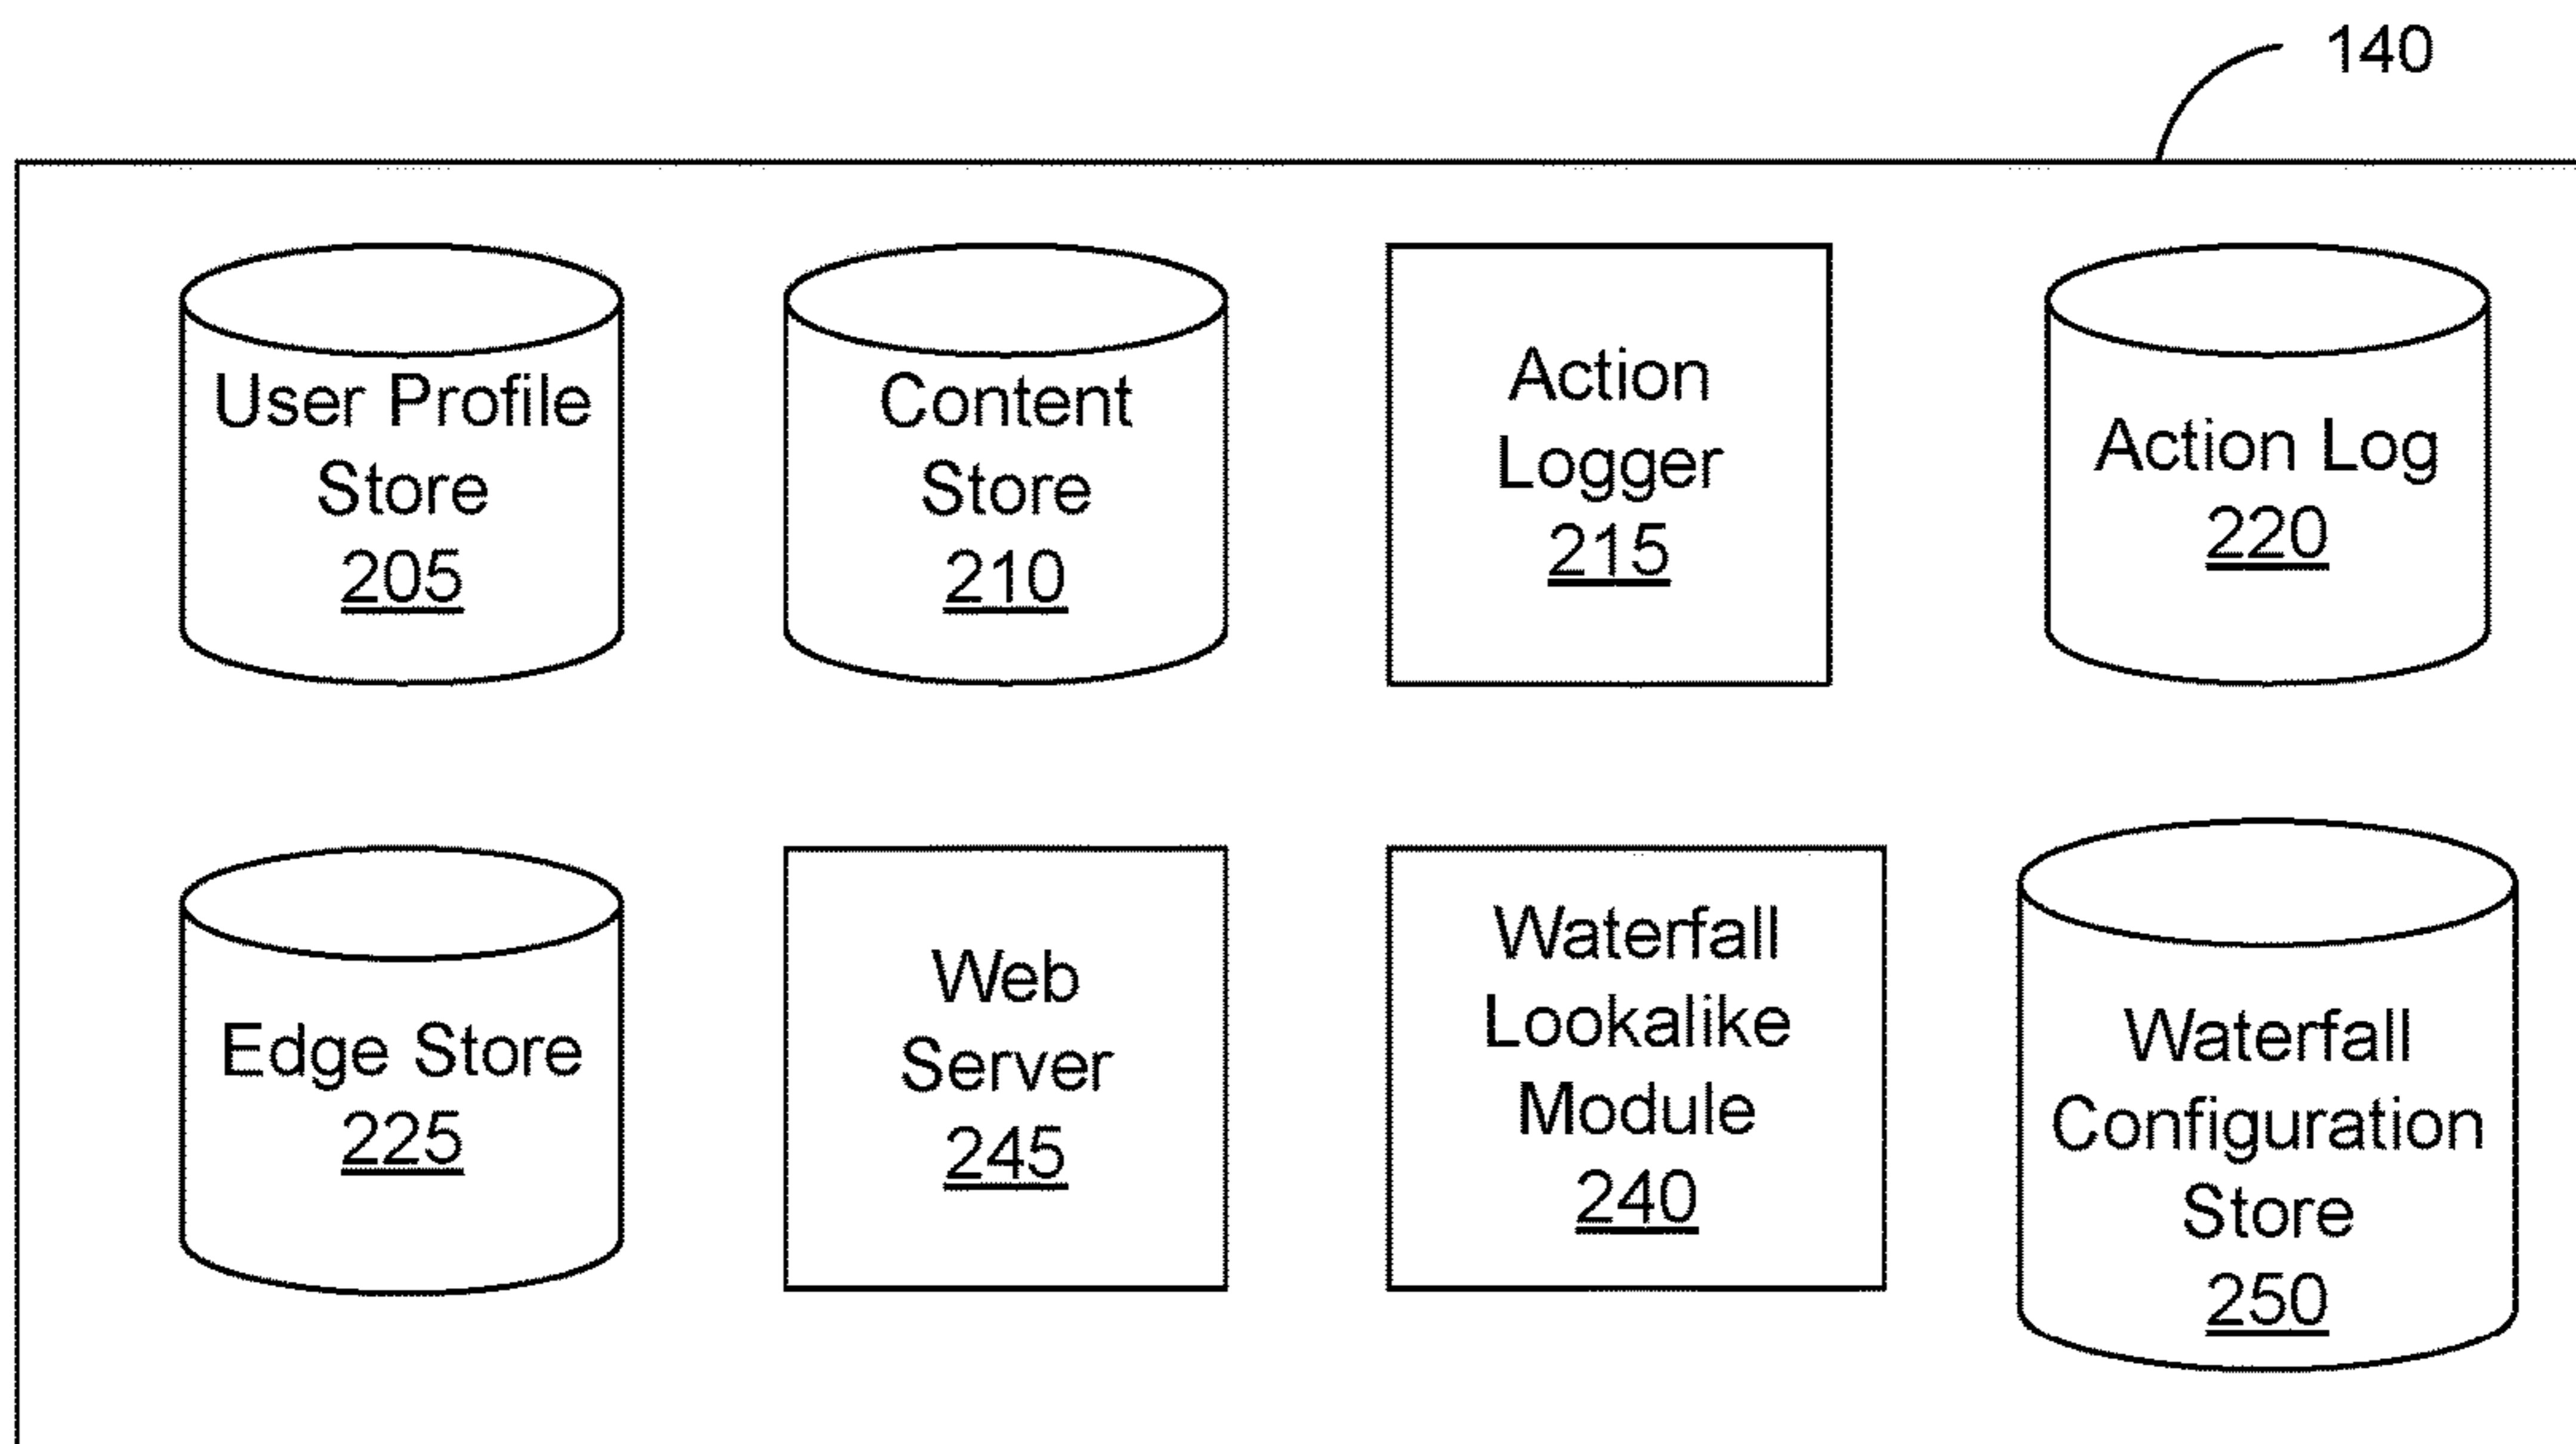 140
User Profile
Store
205
Content
Store
210
Action
Logger
215
Action Log
220
Edge Store
225
Web
Server
245
Waterfall
Lookalike
Module
240
Waterfall
Configuration
Store
250